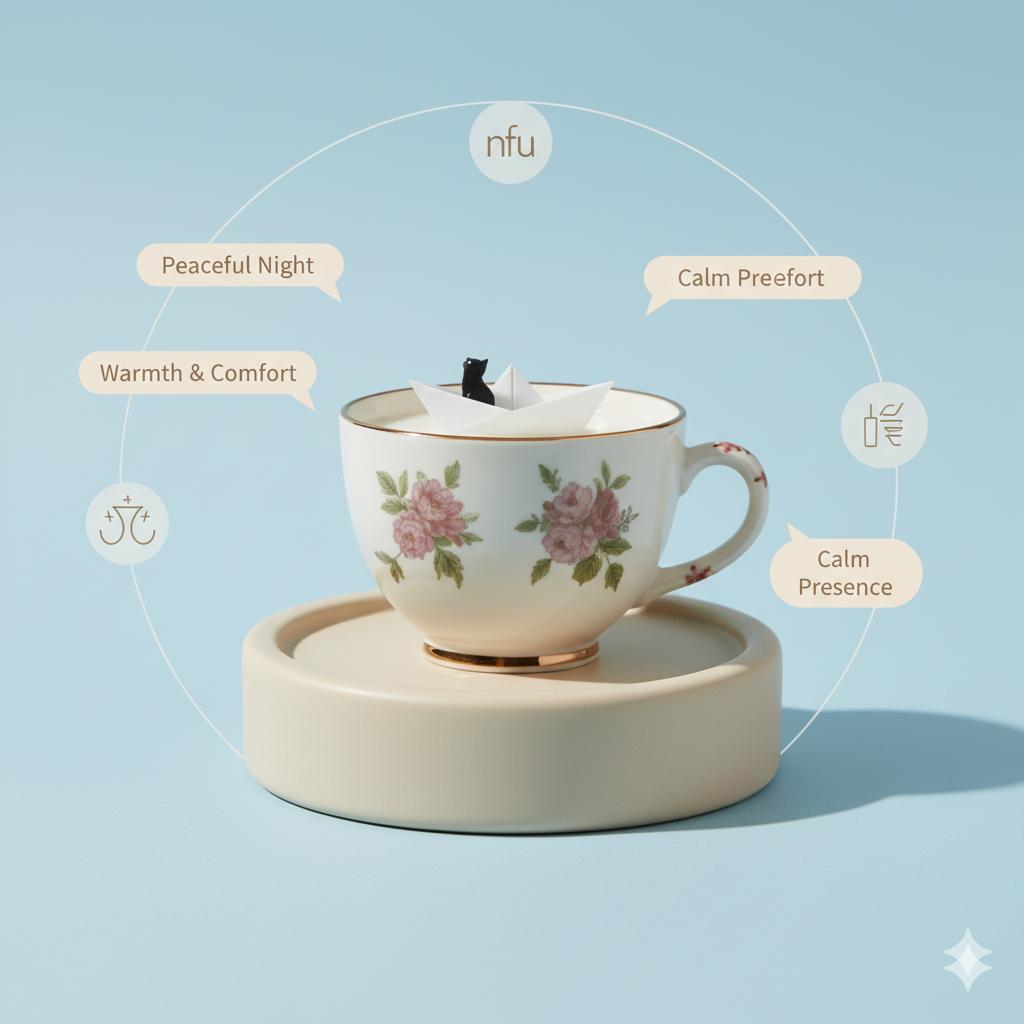 nfu
Peaceful Night
Calm Preefort
Warmth & Comfort
Calm
Presence